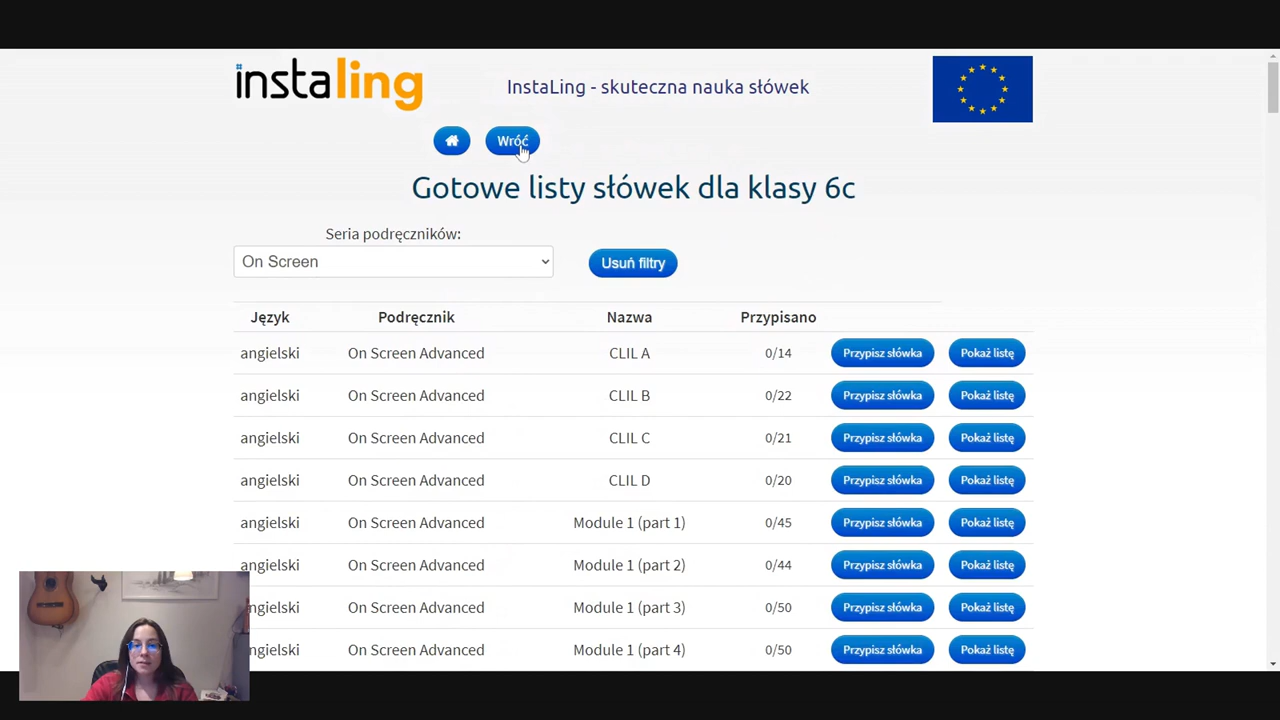 instaling
InstaLing - skuteczna nauka słówek
Wróć
Gotowe listy słówek dla klasy 6c
Seria podręczników:
On Screen
Usuń filtry
Język Podręcznik Nazwa Przypisano
angielski On Screen Advanced CLIL A 0/14 Przypisz słówka Pokaż listę
angielski On Screen Advanced CLIL B 0/22 Przypisz słówka Pokaż listę
angielski On Screen Advanced CLIL C 0/21 Przypisz słówka Pokaż listę
angielski On Screen Advanced CLIL D 0/20 Przypisz słówka Pokaż listę
angielski On Screen Advanced Module 1 (part 1) 0/45 Przypisz słówka Pokaż listę
angielski On Screen Advanced Module 1 (part 2) 0/44 Przypisz słówka Pokaż listę
ngielski On Screen Advanced Module 1 (part 3) 0/50 Przypisz słówka Pokaż listę
ngielski On Screen Advanced Module 1 (part 4) 0/50 Przypisz słówka Pokaż listę